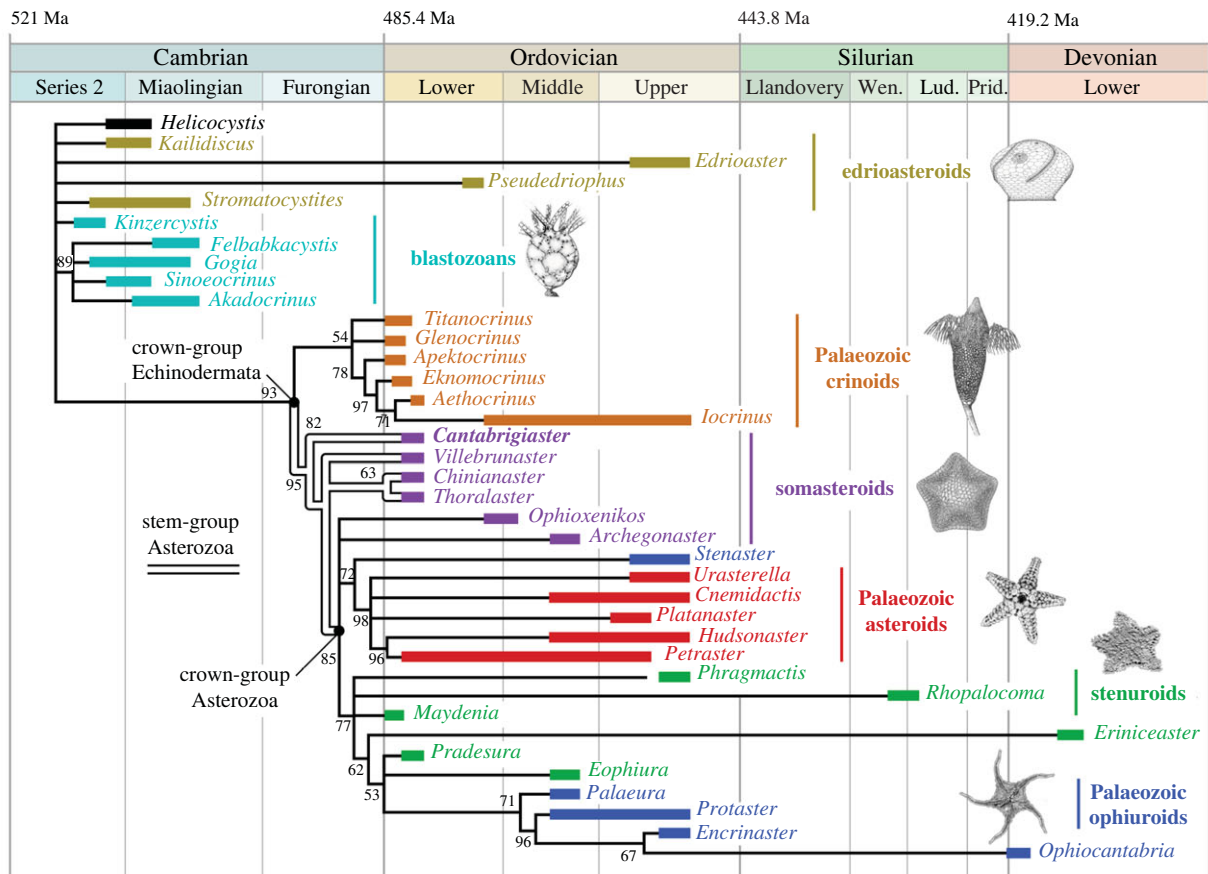 521 Ma
485.4 Ma
443.8 Ma
419.2 Ma
Cambrian
Ordovician
Silurian
Devonian
Series 2
Miaolingian
Furongian
Lower
Middle
Upper
Llandovery
Wen.
Lud.
Prid.
Lower
Helicocystis
Kailidiscus
Edrioaster
edrioasteroids
Pseudedriophus
Stromatocystites
Kinzercystis
Felbabkacystis
89
Gogia
blastozoans
Sinoeocrinus
Akadocrinus
Titanocrinus
54
Glenocrinus
crown-group
Echinodermata
Apektocrinus
Palaeozoic
crinoids
78
Eknomocrinus
93
97
Aethocrinus
71
Iocrinus
82
Cantabrigiaster
Villebrunaster
63
Chinianaster
95
somasteroids
Thoralaster
stem-group
Asterozoa
Ophioxenikos
Archegonaster
Stenaster
72
Urasterella
Cnemidactis
98
Platanaster
Palaeozoic
asteroids
Hudsonaster
85
96
Petraster
crown-group
Asterozoa
Phragmactis
Rhopalocoma
stenuroids
77
Maydenia
Eriniceaster
Pradesura
62
Eophiura
53
71
Palaeura
Protaster
Palaeozoic
ophiuroids
96
Encrinaster
67
Ophiocantabria